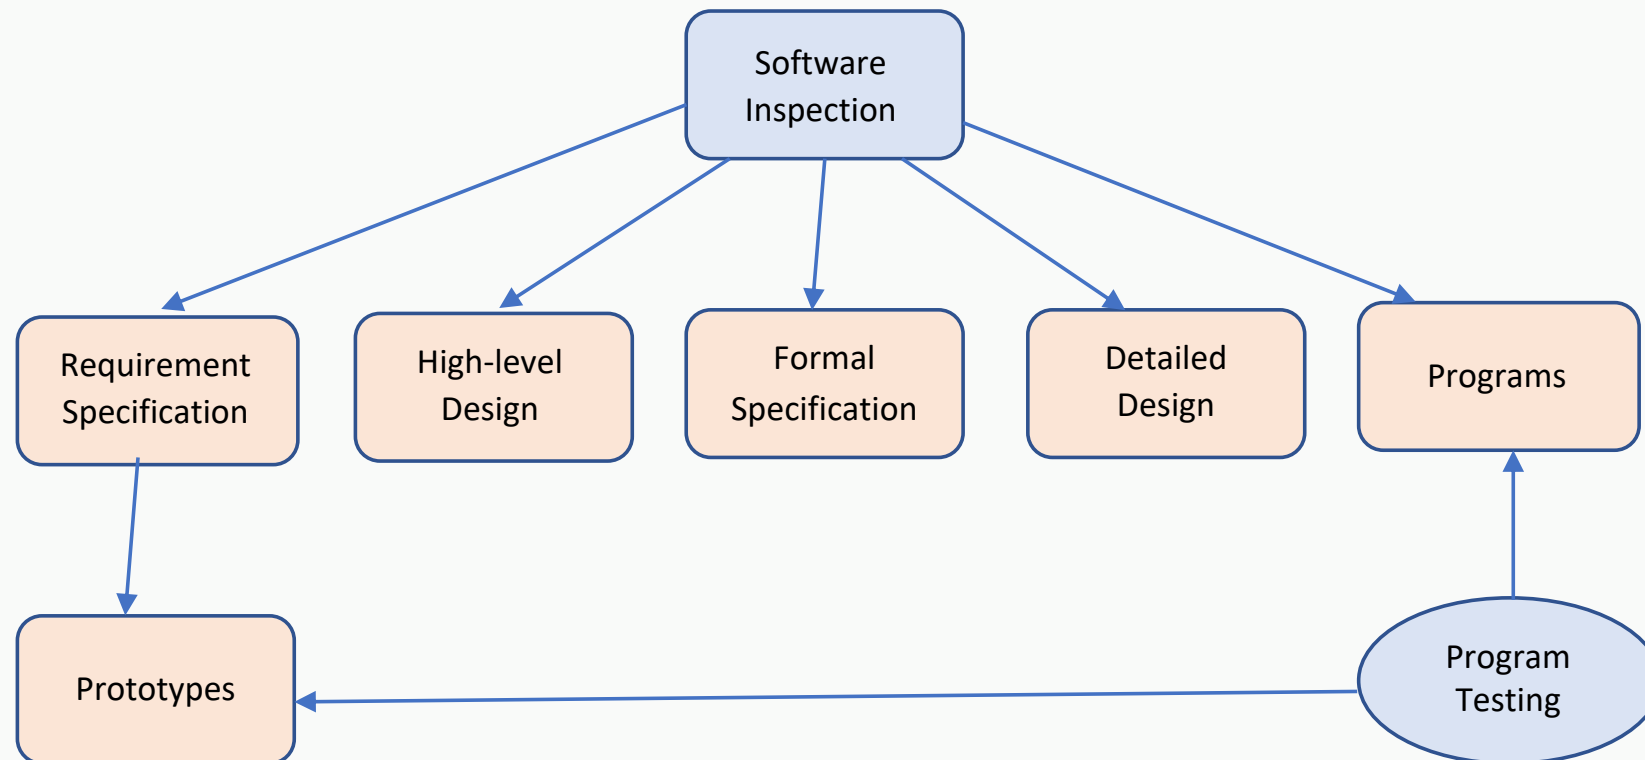 Software
Inspection
Requirement
Specification
High-level
Design
Formal
Specification
Detailed
Design
Programs
Prototypes
Program
Testing